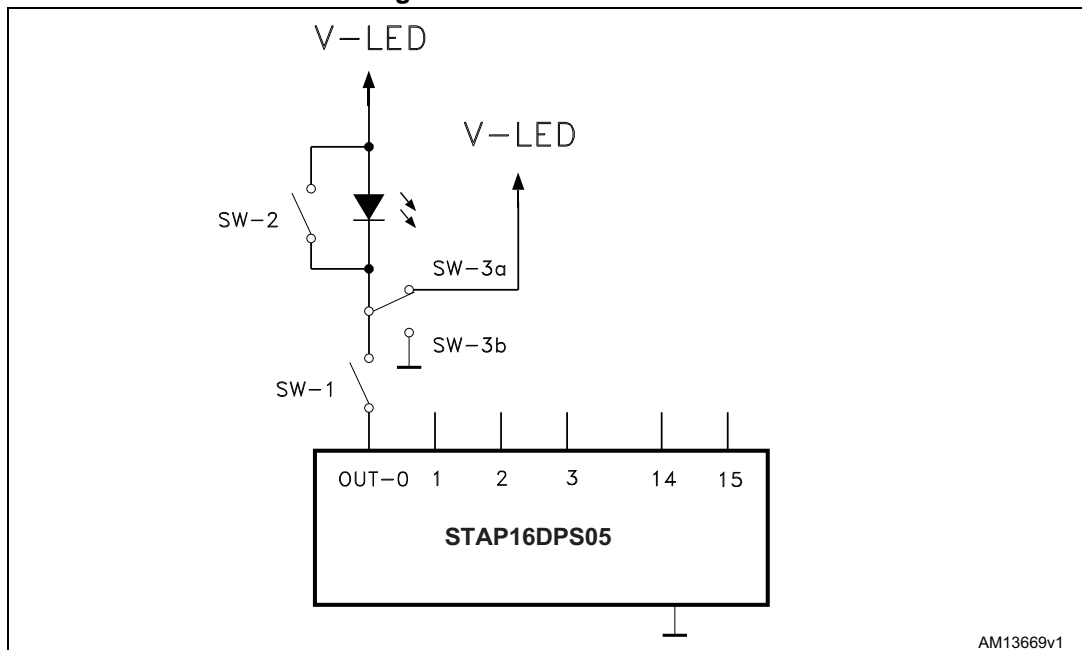 V-LED
V-LED
SW-2
SW-3a
SW-3b
SW-1
OUT-0 1 2 3 14 15
STAP16DPS05
AM13669v1